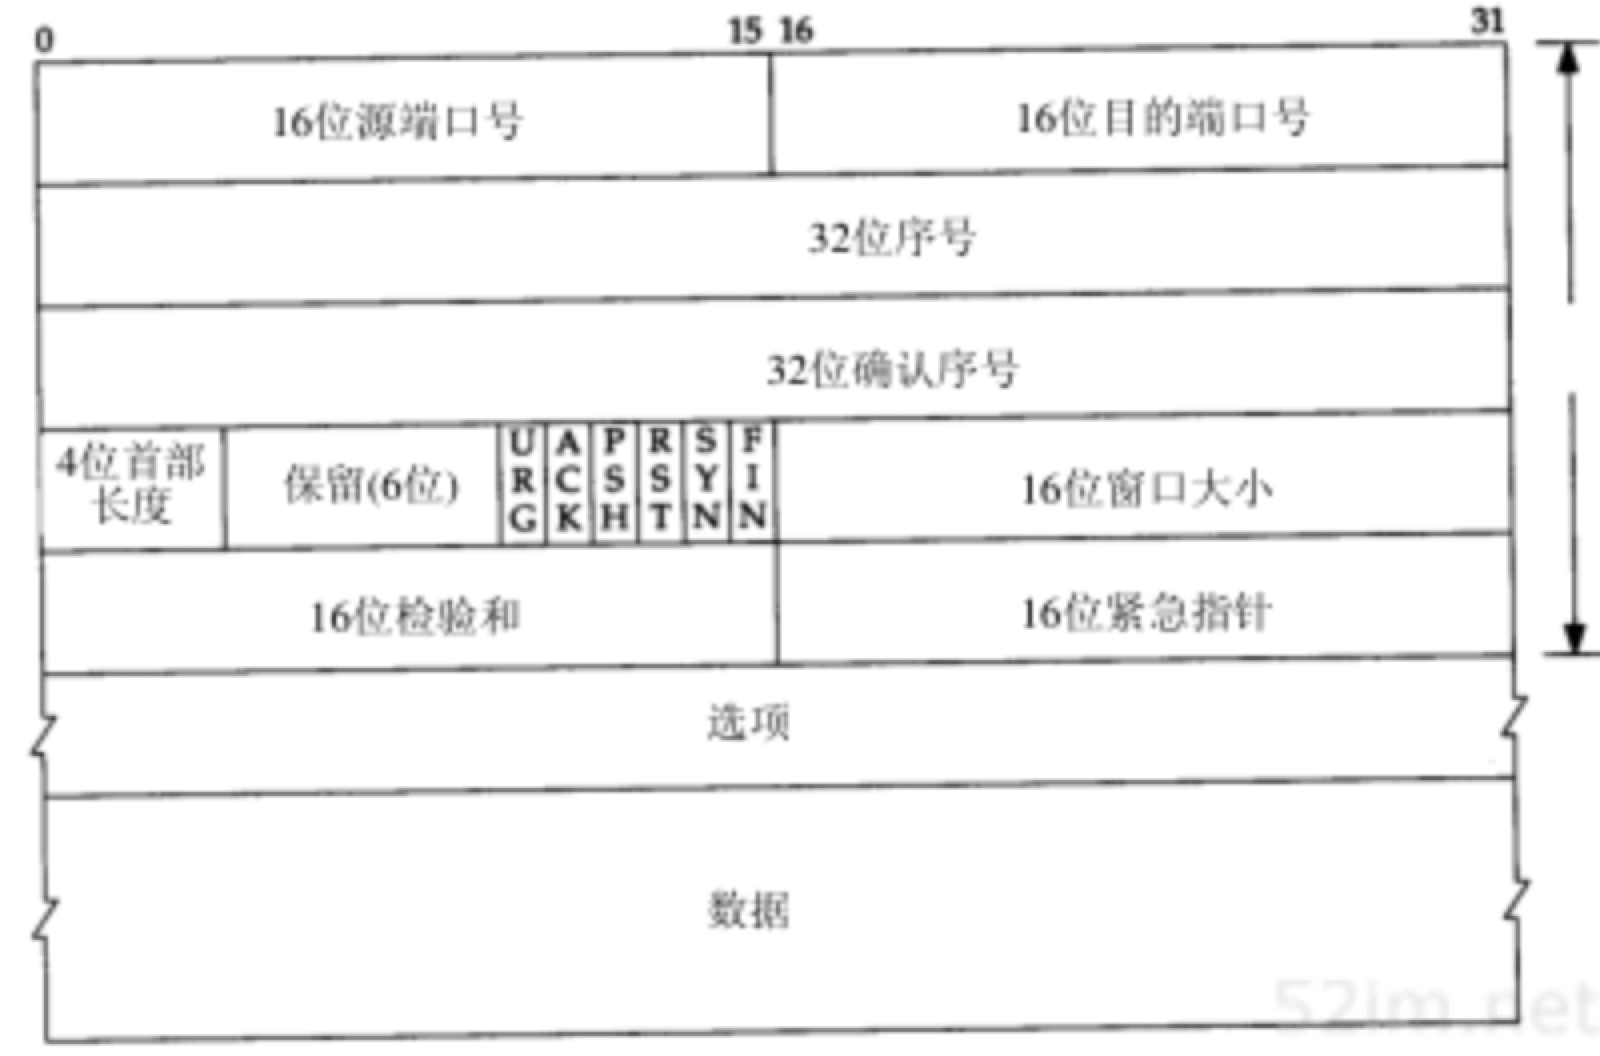 0 15 16 31
16位源端口号 16位目的端口号
32位序号
32位确认序号
4位首部
长度
保留(6位)
URG
ACK
PSH
RST
SYN
FIN
16位窗口大小
16位检验和 16位紧急指针
选项
数据
52im.net